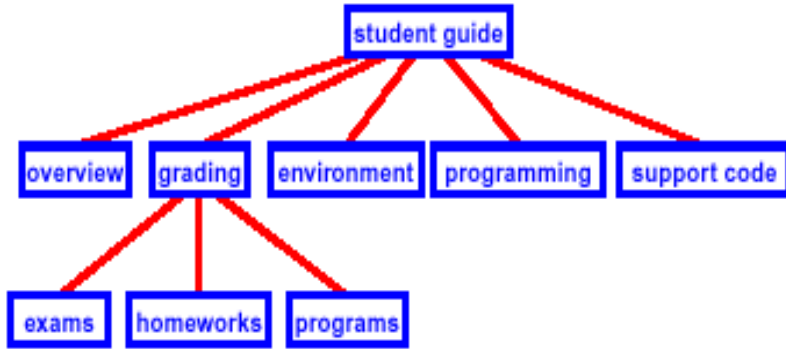 student guide
overview
grading
environment
programming
support code
exams
homeworks
programs